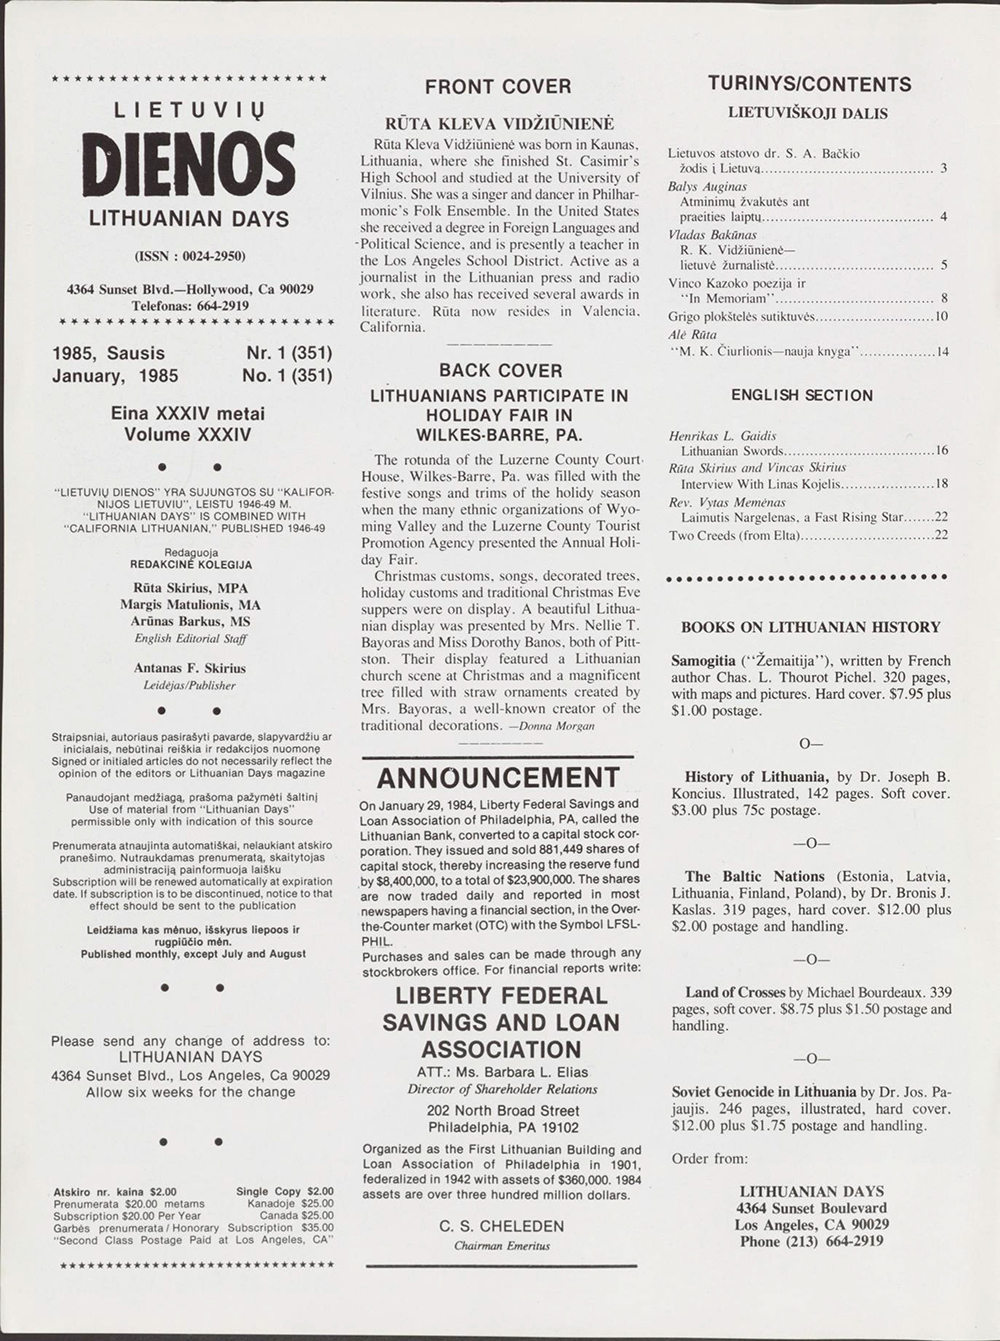 LIETUVIŲ
DIENOS
LITHUANIAN DAYS
(ISSN : 0024-2950)
4364 Sunset Blvd.—Hollywood, Ca 90029
Telefonas: 664-2919
1985, Sausis Nr. 1 (351)
January, 1985 No. 1 (351)
Eina XXXIV metai
Volume XXXIV
"LIETUVIŲ DIENOS" YRA SUJUNGTOS SU "KALIFOR-
NIJOS LIETUVIU", LEISTU 1946-49 M.
"LITHUANIAN DAYS" IS COMBINED WITH
"CALIFORNIA LITHUANIAN," PUBLISHED 1946-49
Redaguoja
REDAKCINĖ KOLEGIJA
Rūta Skirius, MPA
Margis Matulionis, MA
Arūnas Barkus, MS
English Editorial Staff
Antanas F. Skirius
Leidėjas/Publisher
Straipsniai, autoriaus pasirašyti pavarde, slapyvardžiu ar
inicialais, nebūtinai reiškia ir redakcijos nuomonę
Signed or initialed articles do not necessarily reflect the
opinion of the editors or Lithuanian Days magazine
Panaudojant medžiagą, prašoma pažymėti šaltinį
Use of material from "Lithuanian Days"
permissible only with indication of this source
Prenumerata atnaujinta automatiškai, nelaukiant atskiro
pranešimo. Nutraukdamas prenumeratą, skaitytojas
administraciją painformuoja laišku
Subscription will be renewed automatically at expiration
date. If subscription is to be discontinued, notice to that
effect should be sent to the publication
Leidžiama kas mėnuo, išskyrus liepoos ir
rugpiūčio mėn.
Published monthly, except July and August
Please send any change of address to:
LITHUANIAN DAYS
4364 Sunset Blvd., Los Angeles, Ca 90029
Allow six weeks for the change
Atskiro nr. kaina $2.00 Single Copy $2.00
Prenumerata $20.00 metams Kanadoje $25.00
Subscription $20.00 Per Year Canada $25.00
Garbės prenumerata / Honorary Subscription $35.00
"Second Class Postage Paid at Los Angeles, CA"
FRONT COVER
RŪTA KLEVA VIDŽIŪNIENĖ
Rūta Kleva Vidžiūnienė was born in Kaunas,
Lithuania, where she finished St. Casimir's
High School and studied at the University of
Vilnius. She was a singer and dancer in Philhar-
monic's Folk Ensemble. In the United States
she received a degree in Foreign Languages and
Political Science, and is presently a teacher in
the Los Angeles School District. Active as a
journalist in the Lithuanian press and radio
work, she also has received several awards in
literature. Rūta now resides in Valencia,
California.
BACK COVER
LITHUANIANS PARTICIPATE IN
HOLIDAY FAIR IN
WILKES-BARRE, PA.
The rotunda of the Luzerne County Court
House, Wilkes-Barre, Pa. was filled with the
festive songs and trims of the holidy season
when the many ethnic organizations of Wyo-
ming Valley and the Luzerne County Tourist
Promotion Agency presented the Annual Holi-
day Fair.
Christmas customs, songs, decorated trees,
holiday customs and traditional Christmas Eve
suppers were on display. A beautiful Lithua-
nian display was presented by Mrs. Nellie T.
Bayoras and Miss Dorothy Banos, both of Pitt-
ston. Their display featured a Lithuanian
church scene at Christmas and a magnificent
tree filled with straw ornaments created by
Mrs. Bayoras, a well-known creator of the
traditional decorations. —Donna Morgan
ANNOUNCEMENT
On January 29, 1984, Liberty Federal Savings and
Loan Association of Philadelphia, PA, called the
Lithuanian Bank, converted to a capital stock cor-
poration. They issued and sold 881,449 shares of
capital stock, thereby increasing the reserve fund
by $8,400,000, to a total of $23,900,000. The shares
are now traded daily and reported in most
newspapers having a financial section, in the Over-
the-Counter market (OTC) with the Symbol LFSL-
PHIL.
Purchases and sales can be made through any
stockbrokers office. For financial reports write:
LIBERTY FEDERAL
SAVINGS AND LOAN
ASSOCIATION
ATT.: Ms. Barbara L. Elias
Director of Shareholder Relations
202 North Broad Street
Philadelphia, PA 19102
Organized as the First Lithuanian Building and
Loan Association of Philadelphia in 1901,
federalized in 1942 with assets of $360,000. 1984
assets are over three hundred million dollars.
C. S. CHELEDEN
Chairman Emeritus
TURINYS/CONTENTS
LIETUVIŠKOJI DALIS
Lietuvos atstovo dr. S. A. Bačkio
žodis į Lietuvą 3
Balys Auginas
Atminimų žvakutės ant
praeities laiptų 4
Vladas Bakūnas
R. K. Vidžiūnienė—
lietuvė žurnalistė 5
Vinco Kazoko poezija ir
"In Memoriam" 8
Grigo plokštelės sutiktuvės 10
Alė Rūta
"M. K. Čiurlionis—nauja knyga" 14
ENGLISH SECTION
Henrikas L. Gaidis
Lithuanian Swords 16
Rūta Skirius and Vincas Skirius
Interview With Linas Kojelis 18
Rev. Vytas Memėnas
Laimutis Nargelenas, a Fast Rising Star 22
Two Creeds (from Elta) 22
BOOKS ON LITHUANIAN HISTORY
Samogitia ("Žemaitija"), written by French
author Chas. L. Thourot Pichel. 320 pages,
with maps and pictures. Hard cover. $7.95 plus
$1.00 postage.
O—
History of Lithuania, by Dr. Joseph B.
Koncius. Illustrated, 142 pages. Soft cover.
$3.00 plus 75c postage.
—O—
The Baltic Nations (Estonia, Latvia,
Lithuania, Finland, Poland), by Dr. Bronis J.
Kaslas. 319 pages, hard cover. $12.00 plus
$2.00 postage and handling.
—O—
Land of Crosses by Michael Bourdeaux. 339
pages, soft cover. $8.75 plus $1.50 postage and
handling.
—O—
Soviet Genocide in Lithuania by Dr. Jos. Pa-
jaujis. 246 pages, illustrated, hard cover.
$12.00 plus $1.75 postage and handling.
Order from:
LITHUANIAN DAYS
4364 Sunset Boulevard
Los Angeles, CA 90029
Phone (213) 664-2919